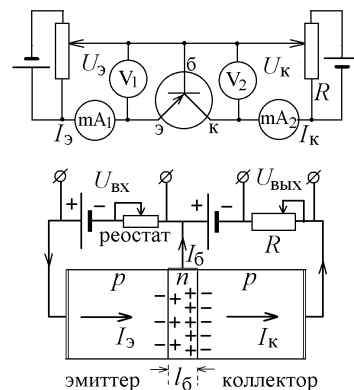 б
Uэ V1 V2 Uк
R
mA1 э к mA2
Iэ Iк
Uвх Uвых
+ − + −
реостат R
Iб
p n p
− + + −
− + + −
− + + −
− + + −
− + + −
Iэ Iк
эмиттер lб коллектор